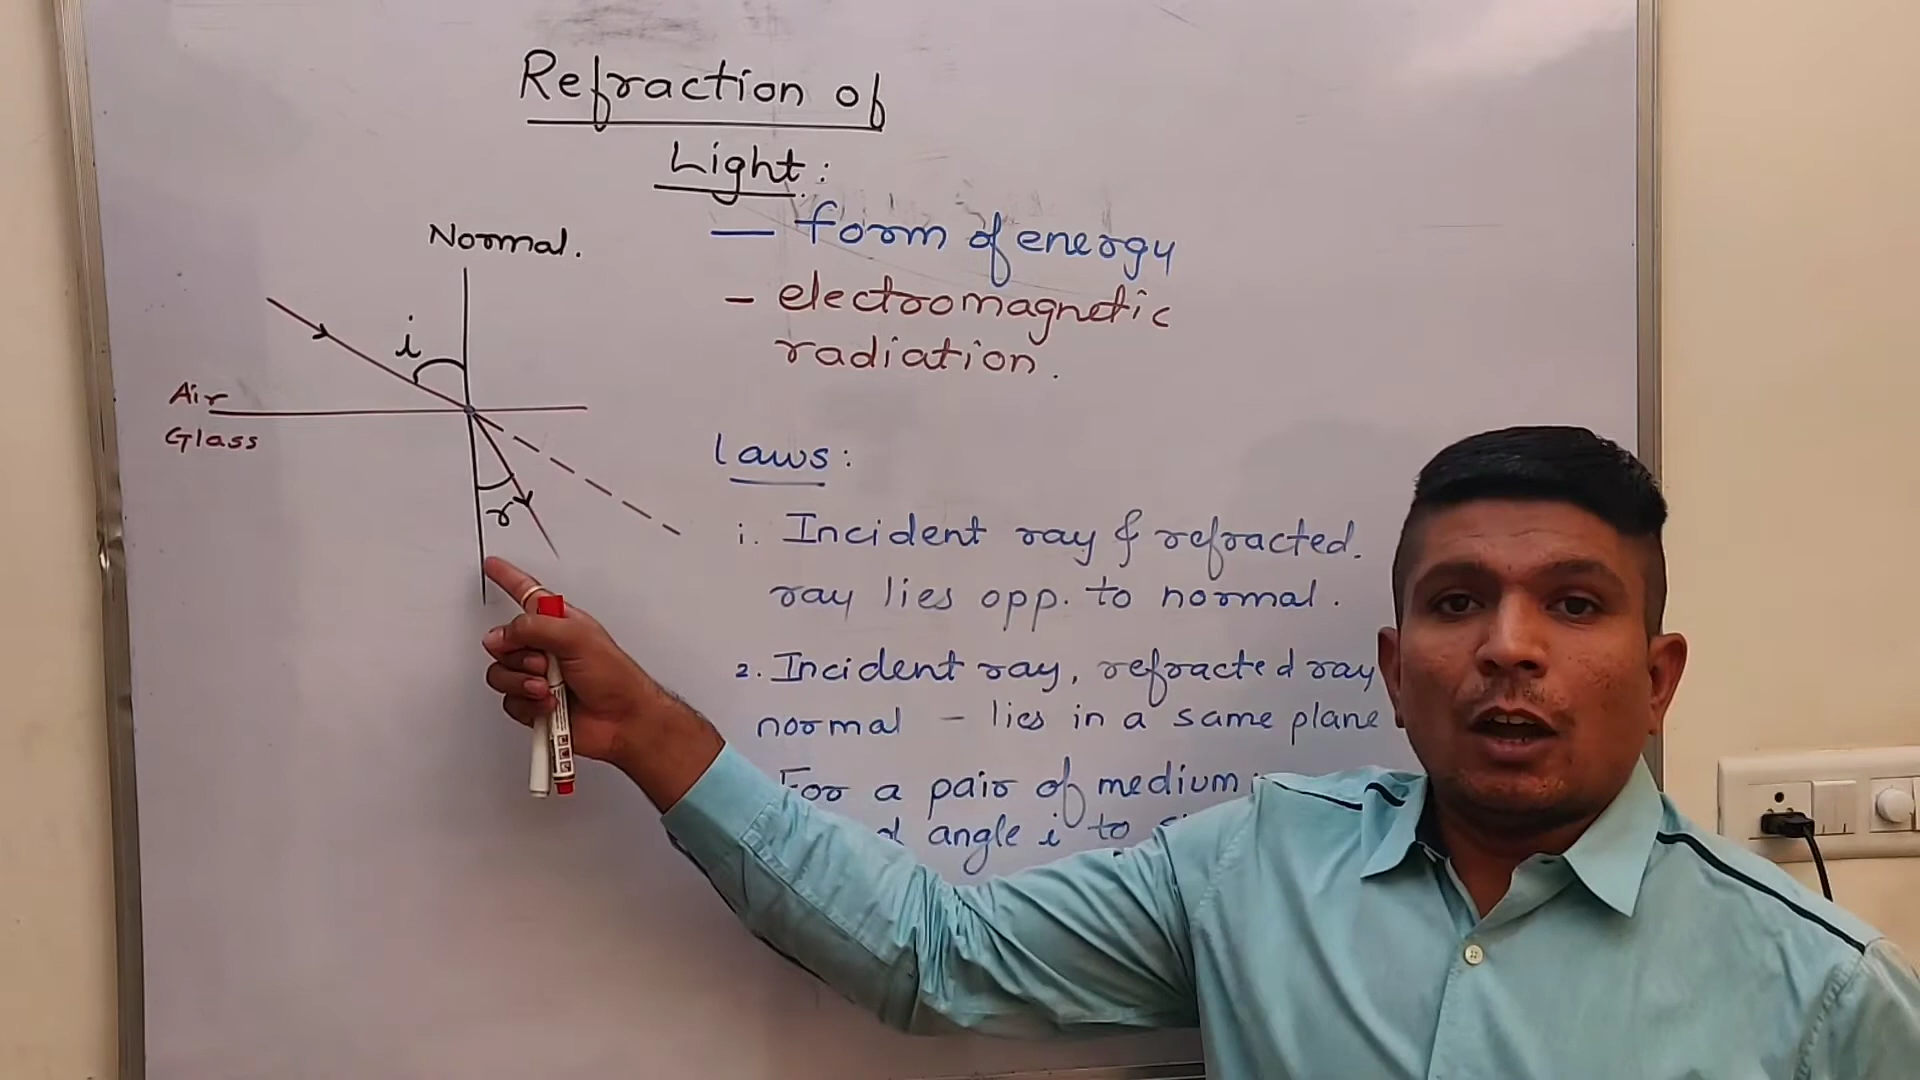 Refraction of
Light:
Normal.
i
Air
Glass
r
— form of energy
- electromagnetic
radiation.
Laws:
i. Incident ray & refracted.
ray lies opp. to normal.
2. Incident ray, refracted ray
normal – lies in a same plane
For a pair of medium
angle i to